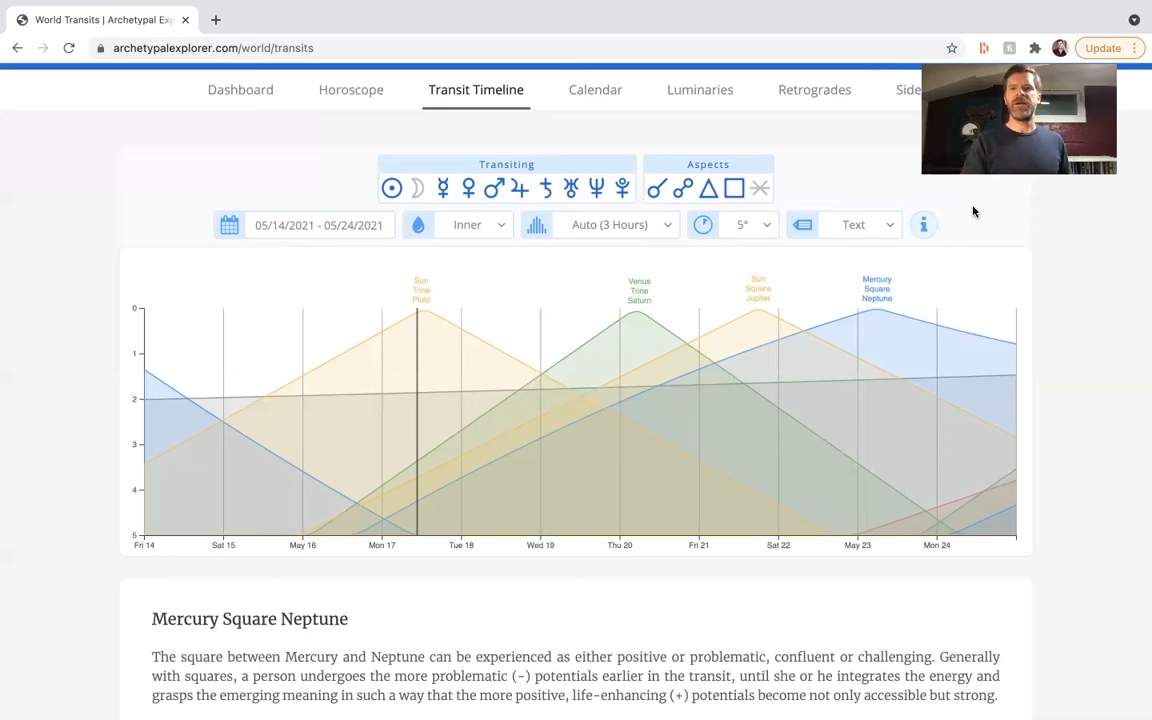 World Transits | Archetypal Exp
archetypalexplorer.com/world/transits
Update
Dashboard
Horoscope
Transit Timeline
Calendar
Luminaries
Retrogrades
Side
Transiting
Aspects
05/14/2021 - 05/24/2021
Inner
Auto (3 Hours)
5°
Text
Sun
Trine
Pluto
Venus
Trine
Saturn
Sun
Square
Jupiter
Mercury
Square
Neptune
0
1
2
3
4
5
Fri 14
Sat 15
May 16
Mon 17
Tue 18
Wed 19
Thu 20
Fri 21
Sat 22
May 23
Mon 24
Mercury Square Neptune
The square between Mercury and Neptune can be experienced as either positive or problematic, confluent or challenging. Generally
with squares, a person undergoes the more problematic (-) potentials earlier in the transit, until she or he integrates the energy and
grasps the emerging meaning in such a way that the more positive, life-enhancing (+) potentials become not only accessible but strong.